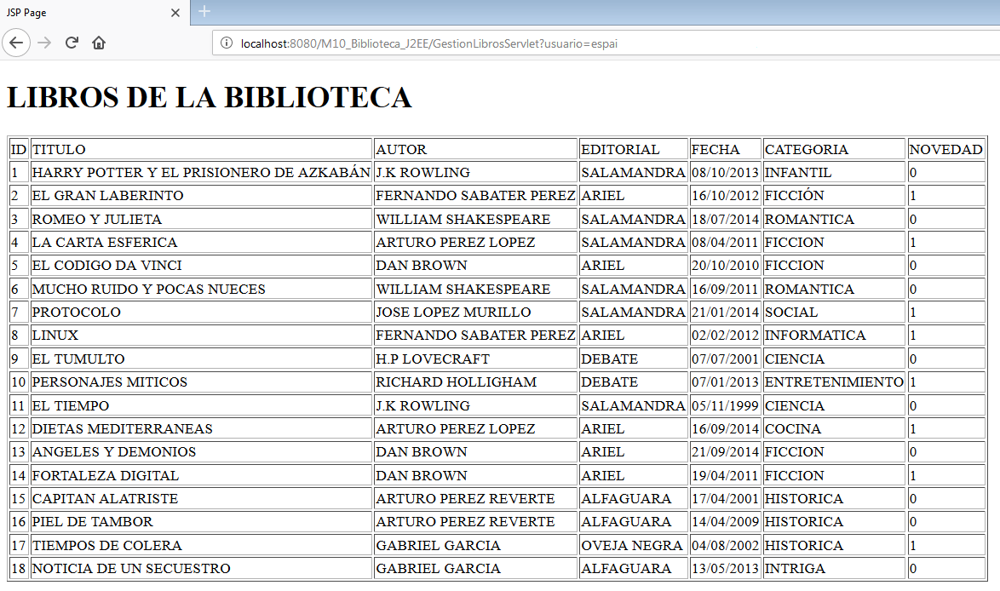 JSP Page
localhost:8080/M10_Biblioteca_J2EE/GestionLibrosServlet?usuario=espai
LIBROS DE LA BIBLIOTECA
ID TITULO AUTOR EDITORIAL FECHA CATEGORIA NOVEDAD
1 HARRY POTTER Y EL PRISIONERO DE AZKABÁN J.K ROWLING SALAMANDRA 08/10/2013 INFANTIL 0
2 EL GRAN LABERINTO FERNANDO SABATER PEREZ ARIEL 16/10/2012 FICCIÓN 1
3 ROMEO Y JULIETA WILLIAM SHAKESPEARE SALAMANDRA 18/07/2014 ROMANTICA 0
4 LA CARTA ESFERICA ARTURO PEREZ LOPEZ SALAMANDRA 08/04/2011 FICCION 1
5 EL CODIGO DA VINCI DAN BROWN ARIEL 20/10/2010 FICCION 0
6 MUCHO RUIDO Y POCAS NUECES WILLIAM SHAKESPEARE SALAMANDRA 16/09/2011 ROMANTICA 0
7 PROTOCOLO JOSE LOPEZ MURILLO SALAMANDRA 21/01/2014 SOCIAL 1
8 LINUX FERNANDO SABATER PEREZ ARIEL 02/02/2012 INFORMATICA 1
9 EL TUMULTO H.P LOVECRAFT DEBATE 07/07/2001 CIENCIA 0
10 PERSONAJES MITICOS RICHARD HOLLIGHAM DEBATE 07/01/2013 ENTRETENIMIENTO 1
11 EL TIEMPO J.K ROWLING SALAMANDRA 05/11/1999 CIENCIA 0
12 DIETAS MEDITERRANEAS ARTURO PEREZ LOPEZ ARIEL 16/09/2014 COCINA 1
13 ANGELES Y DEMONIOS DAN BROWN ARIEL 21/09/2014 FICCION 0
14 FORTALEZA DIGITAL DAN BROWN ARIEL 19/04/2011 FICCION 1
15 CAPITAN ALATRISTE ARTURO PEREZ REVERTE ALFAGUARA 17/04/2001 HISTORICA 0
16 PIEL DE TAMBOR ARTURO PEREZ REVERTE ALFAGUARA 14/04/2009 HISTORICA 0
17 TIEMPOS DE COLERA GABRIEL GARCIA OVEJA NEGRA 04/08/2002 HISTORICA 1
18 NOTICIA DE UN SECUESTRO GABRIEL GARCIA ALFAGUARA 13/05/2013 INTRIGA 0